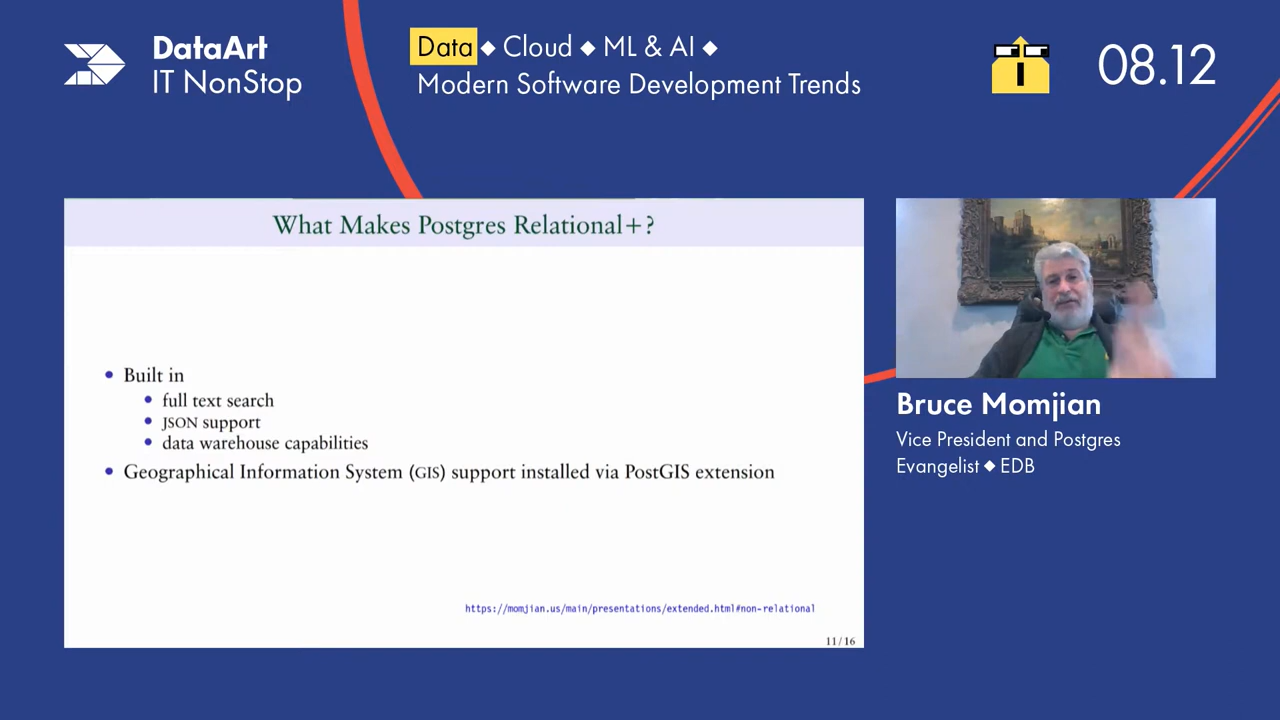 DataArt
IT NonStop
Data ◆ Cloud ◆ ML & AI ◆
Modern Software Development Trends
08.12
What Makes Postgres Relational+?
• Built in
• full text search
• JSON support
• data warehouse capabilities
• Geographical Information System (GIS) support installed via PostGIS extension
https://momjian.us/main/presentations/extended.html#non-relational
11/16
Bruce Momjian
Vice President and Postgres
Evangelist ◆ EDB